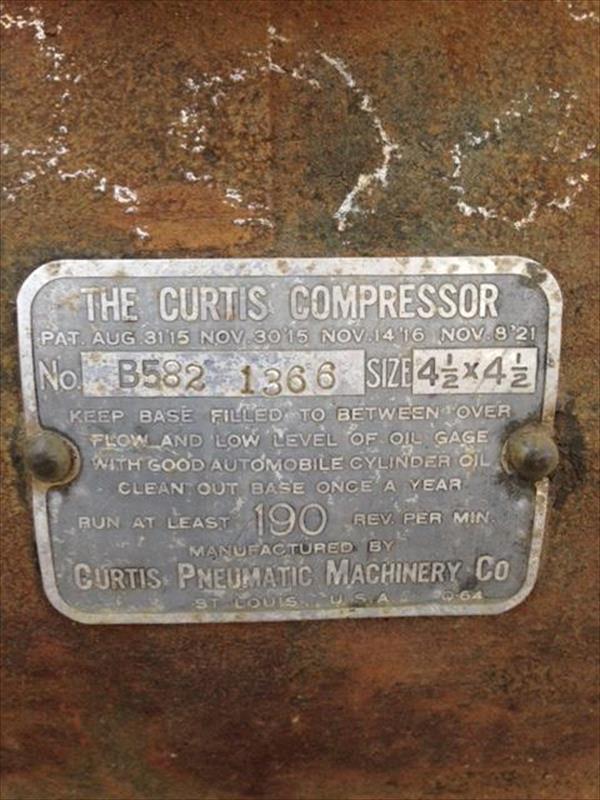 THE CURTIS COMPRESSOR
PAT. AUG. 31'15 NOV. 30'15 NOV. 14'16 NOV. 8'21
No. B582 1366 SIZE 4½ x 4½
KEEP BASE FILLED TO BETWEEN OVER
FLOW AND LOW LEVEL OF OIL GAGE
WITH GOOD AUTOMOBILE CYLINDER OIL
CLEAN OUT BASE ONCE A YEAR
RUN AT LEAST 190 REV. PER MIN.
MANUFACTURED BY
CURTIS PNEUMATIC MACHINERY CO
ST LOUIS, U.S.A. O-64